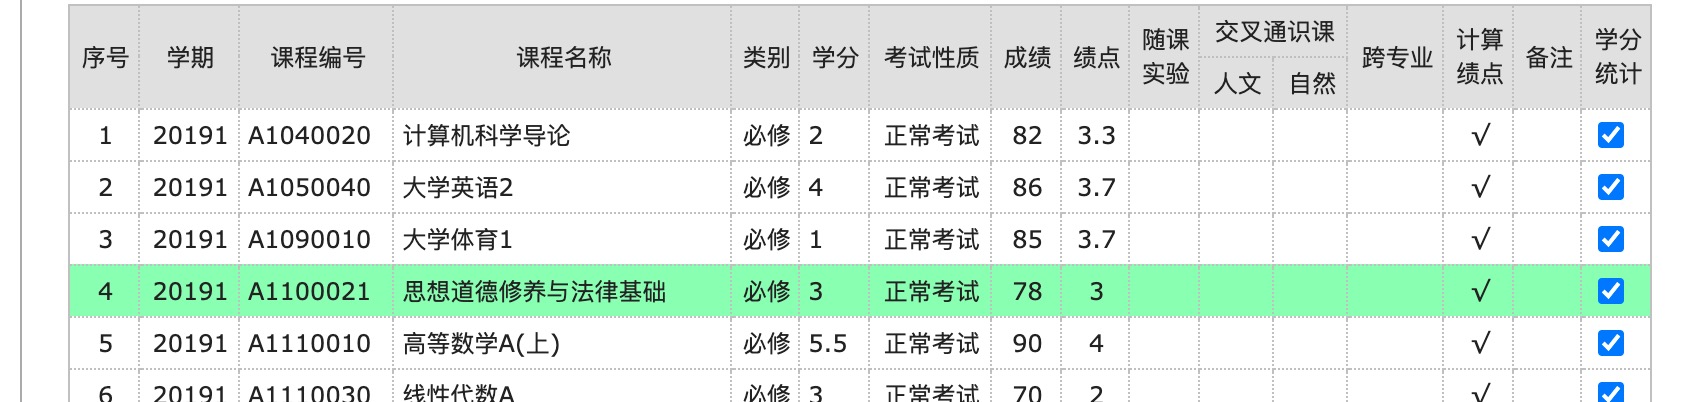 序号 学期 课程编号 课程名称 类别 学分 考试性质 成绩 绩点 随课实验 交叉通识课 人文 自然 跨专业 计算绩点 备注 学分统计
1 20191 A1040020 计算机科学导论 必修 2 正常考试 82 3.3 √
2 20191 A1050040 大学英语2 必修 4 正常考试 86 3.7 √
3 20191 A1090010 大学体育1 必修 1 正常考试 85 3.7 √
4 20191 A1100021 思想道德修养与法律基础 必修 3 正常考试 78 3 √
5 20191 A1110010 高等数学A(上) 必修 5.5 正常考试 90 4 √
6 20191 A1110030 线性代数A 必修 3 正常考试 70 2 √